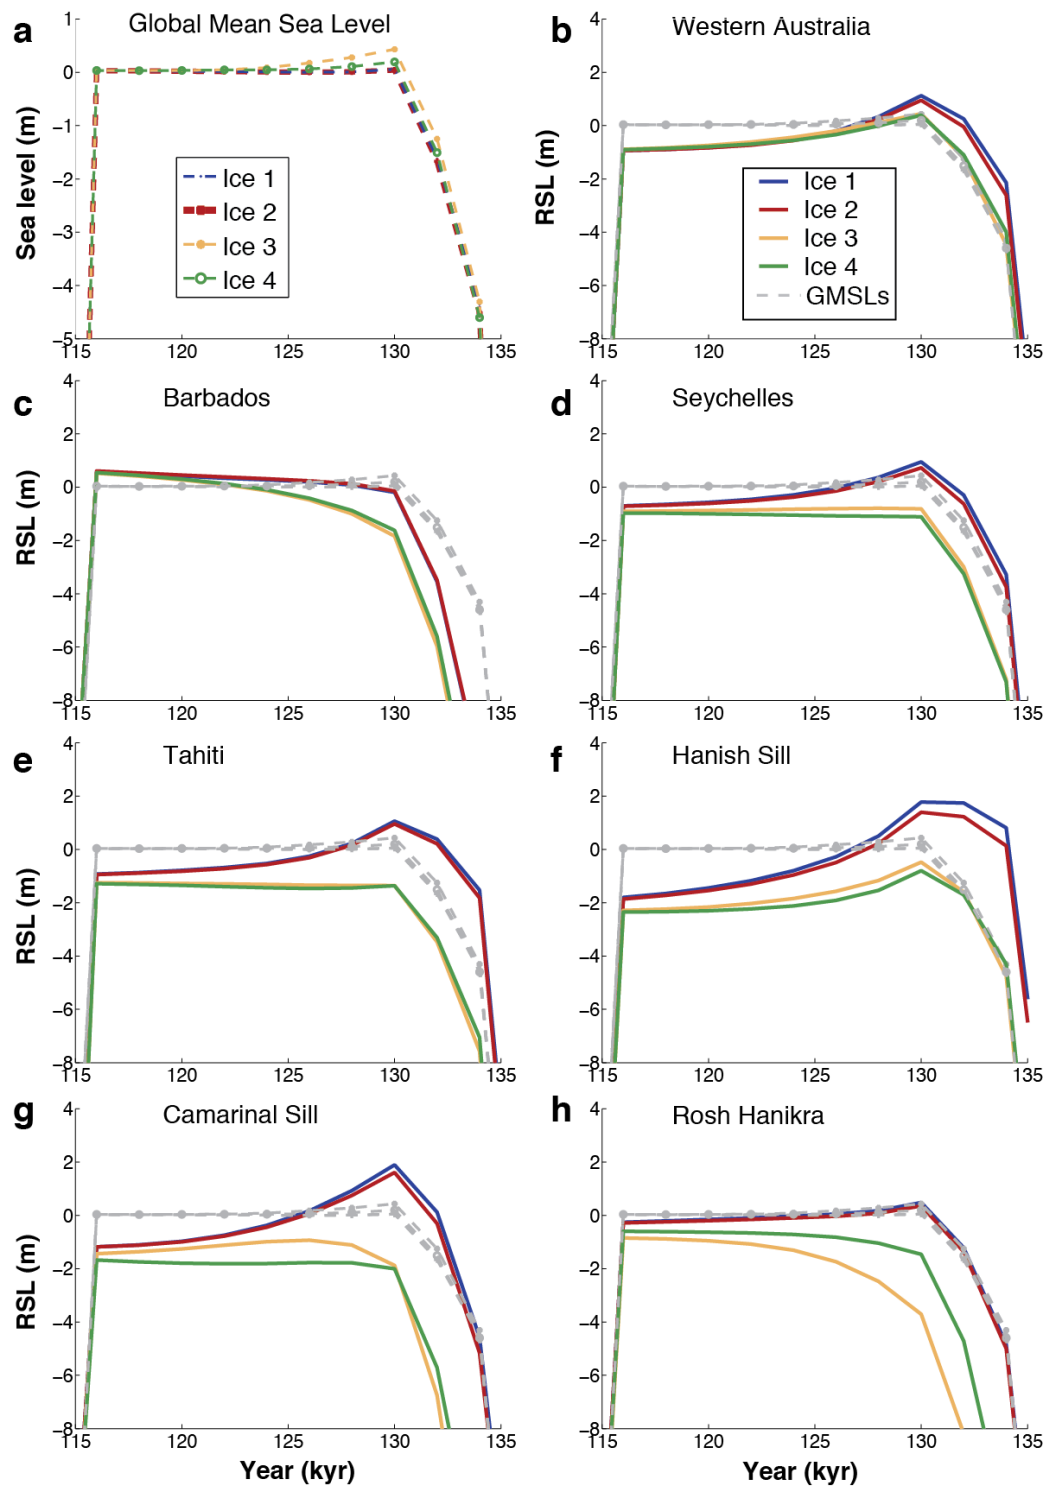 a
Global Mean Sea Level
1
0
−1
−2
−3
−4
−5
Sea level (m)
Ice 1
Ice 2
Ice 3
Ice 4
115 120 125 130 135
b
Western Australia
4
2
0
−2
−4
−6
−8
RSL (m)
Ice 1
Ice 2
Ice 3
Ice 4
GMSLs
115 120 125 130 135
c
Barbados
4
2
0
−2
−4
−6
−8
RSL (m)
115 120 125 130 135
d
Seychelles
4
2
0
−2
−4
−6
−8
115 120 125 130 135
e
Tahiti
4
2
0
−2
−4
−6
−8
RSL (m)
115 120 125 130 135
f
Hanish Sill
4
2
0
−2
−4
−6
−8
115 120 125 130 135
g
Camarinal Sill
4
2
0
−2
−4
−6
−8
RSL (m)
115 120 125 130 135
Year (kyr)
h
Rosh Hanikra
4
2
0
−2
−4
−6
−8
115 120 125 130 135
Year (kyr)